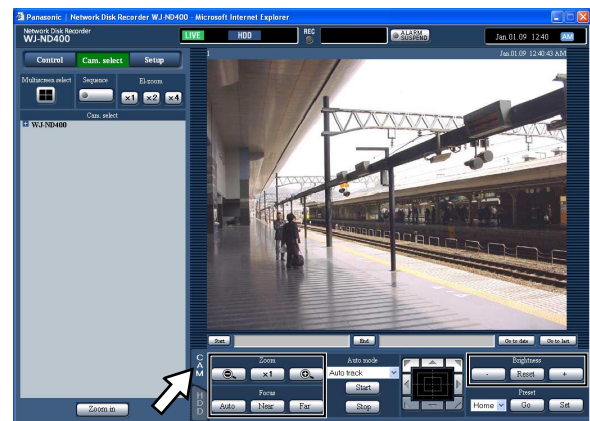 Panasonic | Network Disk Recorder WJ-ND400 - Microsoft Internet Explorer
Network Disk Recorder
WJ-ND400
LIVE
HDD
REC
ALARM
SUSPEND
Jan.01.09 12:40 AM
Control
Cam. select
Setup
Multiscreen select
Sequence
El-zoom
x1 x2 x4
Cam. select
WJ-ND400
Zoom in
1
Jan.01.09 12:40:43 AM
Start
End
Go to date
Go to last
CAM
HDD
Zoom
x1
Focus
Auto
Near
Far
Auto mode
Auto track
Start
Stop
Brightness
-
Reset
+
Preset
Home
Go
Set